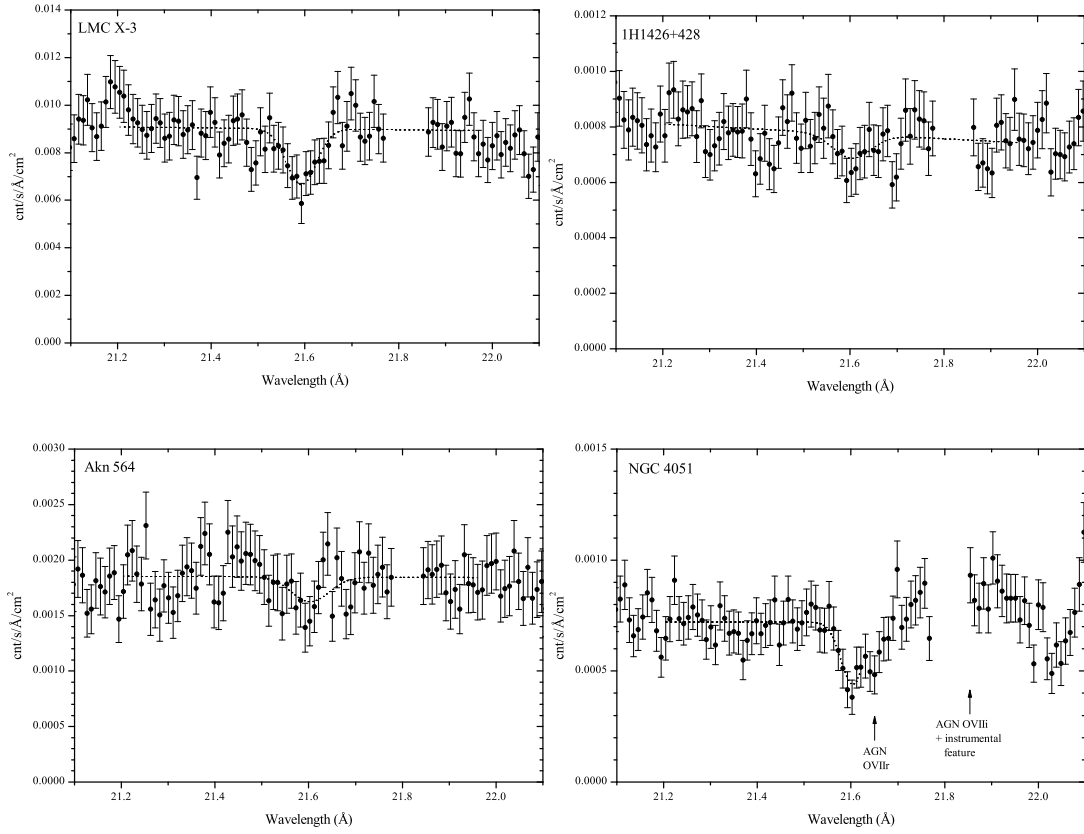 LMC X-3
0.014
0.012
0.010
0.008
0.006
0.004
0.002
0.000
cnt/s/Å/cm2
21.2 21.4 21.6 21.8 22.0
Wavelength (Å)
1H1426+428
0.0012
0.0010
0.0008
0.0006
0.0004
0.0002
0.0000
cnt/s/Å/cm2
21.2 21.4 21.6 21.8 22.0
Wavelength (Å)
Akn 564
0.0030
0.0025
0.0020
0.0015
0.0010
0.0005
0.0000
cnt/s/Å/cm2
21.2 21.4 21.6 21.8 22.0
Wavelength (Å)
NGC 4051
0.0015
0.0010
0.0005
0.0000
cnt/s/Å/cm2
AGN
OVIIr
AGN OVIIi
+ instrumental
feature
21.2 21.4 21.6 21.8 22.0
Wavelength (Å)